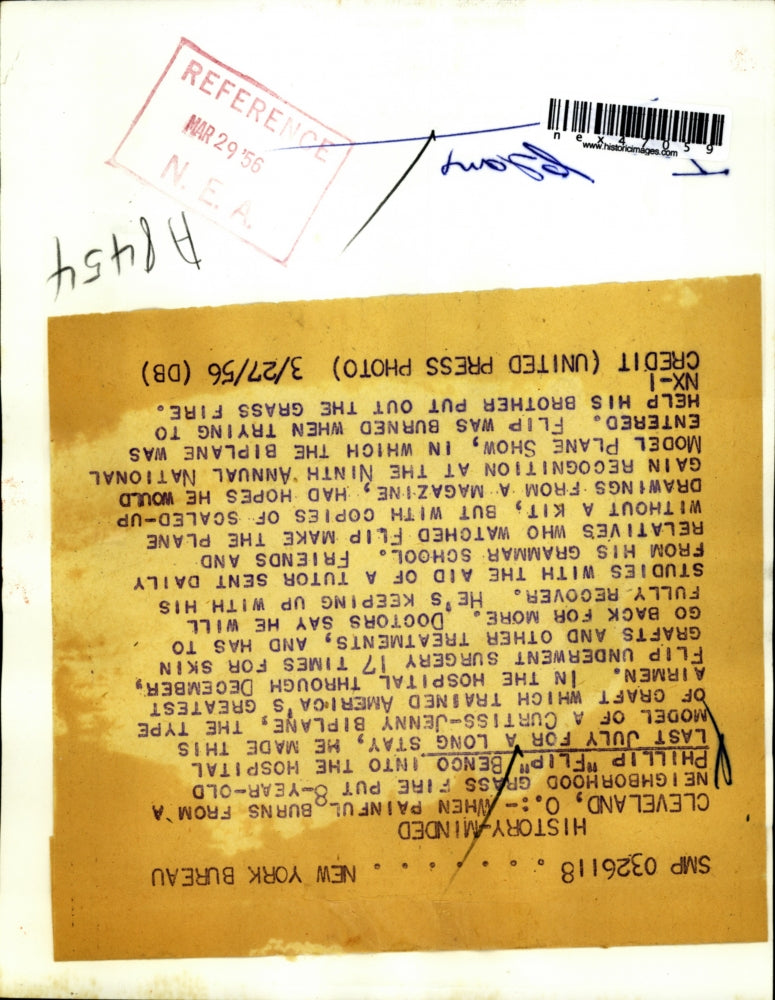 REFERENCE
MAR 29 '56
N. E. A.
nex47059
www.historicimages.com
A8454
SMP 0326118 . . . . . . . NEW YORK BUREAU
HISTORY-MINDED
CLEVELAND, O.:- WHEN PAINFUL BURNS FROM A
NEIGHBORHOOD GRASS FIRE PUT 8-YEAR-OLD
PHILLIP "FLIP" BENCO INTO THE HOSPITAL
LAST JULY FOR A LONG STAY, HE MADE THIS
MODEL OF A CURTISS-JENNY BIPLANE, THE TYPE
OF CRAFT WHICH TRAINED AMERICA'S GREATEST
AIRMEN. IN THE HOSPITAL THROUGH DECEMBER,
FLIP UNDERWENT SURGERY 17 TIMES FOR SKIN
GRAFTS AND OTHER TREATMENTS, AND HAS TO
GO BACK FOR MORE. DOCTORS SAY HE WILL
FULLY RECOVER. HE'S KEEPING UP WITH HIS
STUDIES WITH THE AID OF A TUTOR SENT DAILY
FROM HIS GRAMMAR SCHOOL. FRIENDS AND
RELATIVES WHO WATCHED FLIP MAKE THE PLANE
WITHOUT A KIT, BUT WITH COPIES OF SCALED-UP
DRAWINGS FROM A MAGAZINE, HAD HOPES HE WOULD
GAIN RECOGNITION AT THE NINTH ANNUAL NATIONAL
MODEL PLANE SHOW, IN WHICH THE BIPLANE WAS
ENTERED. FLIP WAS BURNED WHEN TRYING TO
HELP HIS BROTHER PUT OUT THE GRASS FIRE.
NX-1
CREDIT (UNITED PRESS PHOTO) 3/27/56 (DB)